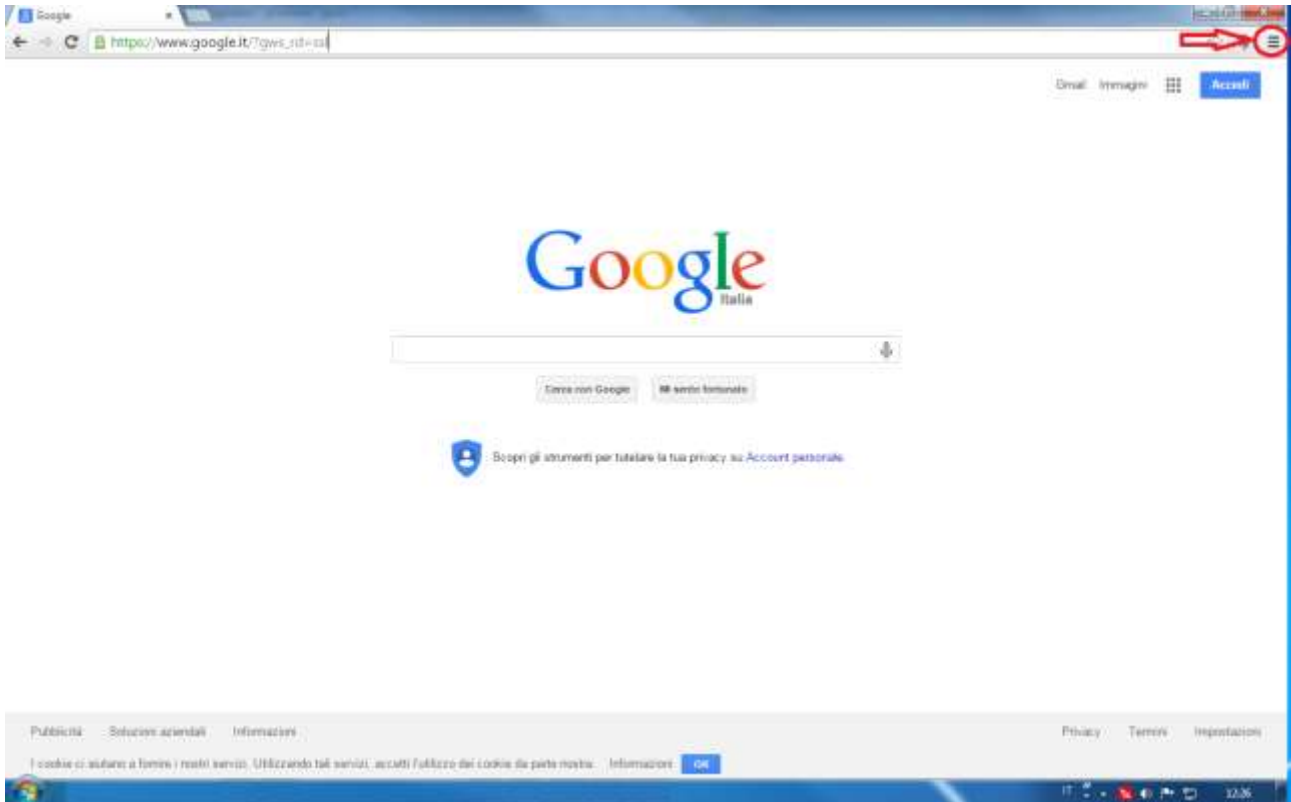 Google
https://www.google.it/?gws_rd=ssl
Gmail Immagini
Accedi
Google
Italia
Cerca con Google Mi sento fortunato
Scopri gli strumenti per tutelare la tua privacy su Account personale.
Pubblicità Soluzioni aziendali Informazioni
Privacy Termini Impostazioni
I cookie ci aiutano a fornire i nostri servizi. Utilizzando tali servizi, accetti l'utilizzo dei cookie da parte nostra. Informazioni OK
IT 12:26